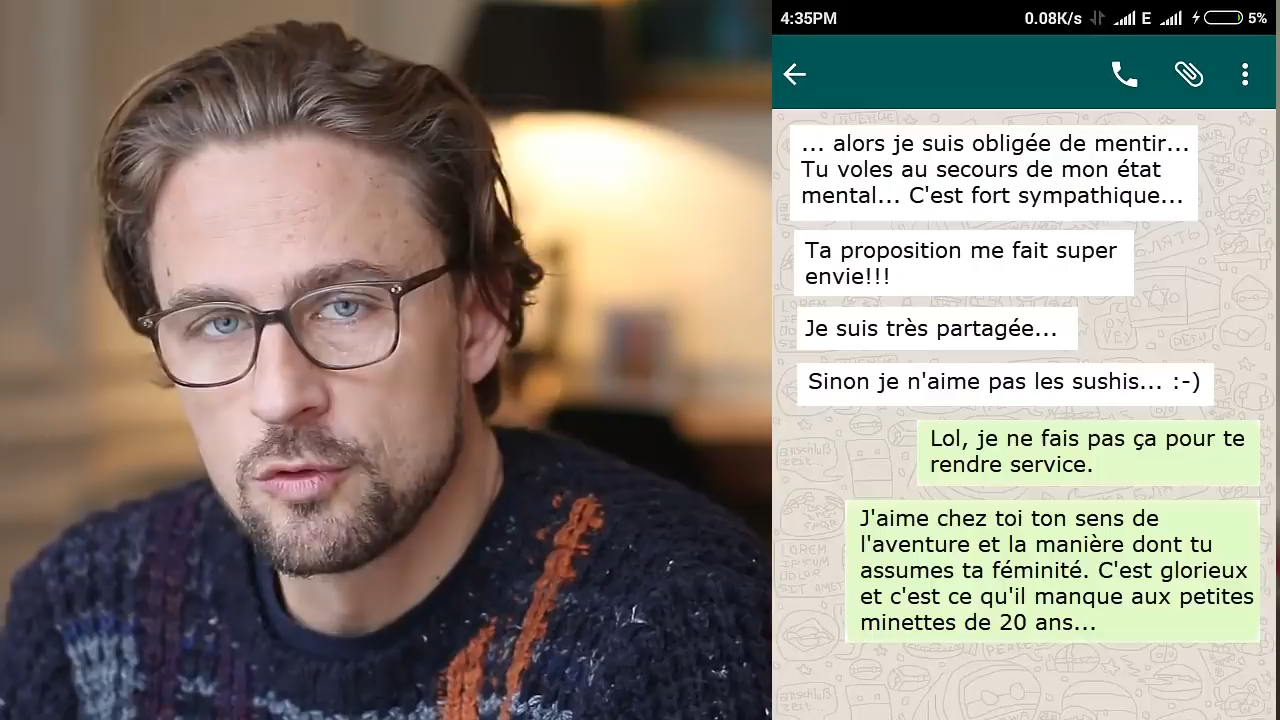 4:35PM
0.08K/s
E
5%
... alors je suis obligée de mentir...
Tu voles au secours de mon état
mental... C'est fort sympathique...
Ta proposition me fait super
envie!!!
Je suis très partagée...
Sinon je n'aime pas les sushis... :-)
Lol, je ne fais pas ça pour te
rendre service.
J'aime chez toi ton sens de
l'aventure et la manière dont tu
assumes ta féminité. C'est glorieux
et c'est ce qu'il manque aux petites
minettes de 20 ans...